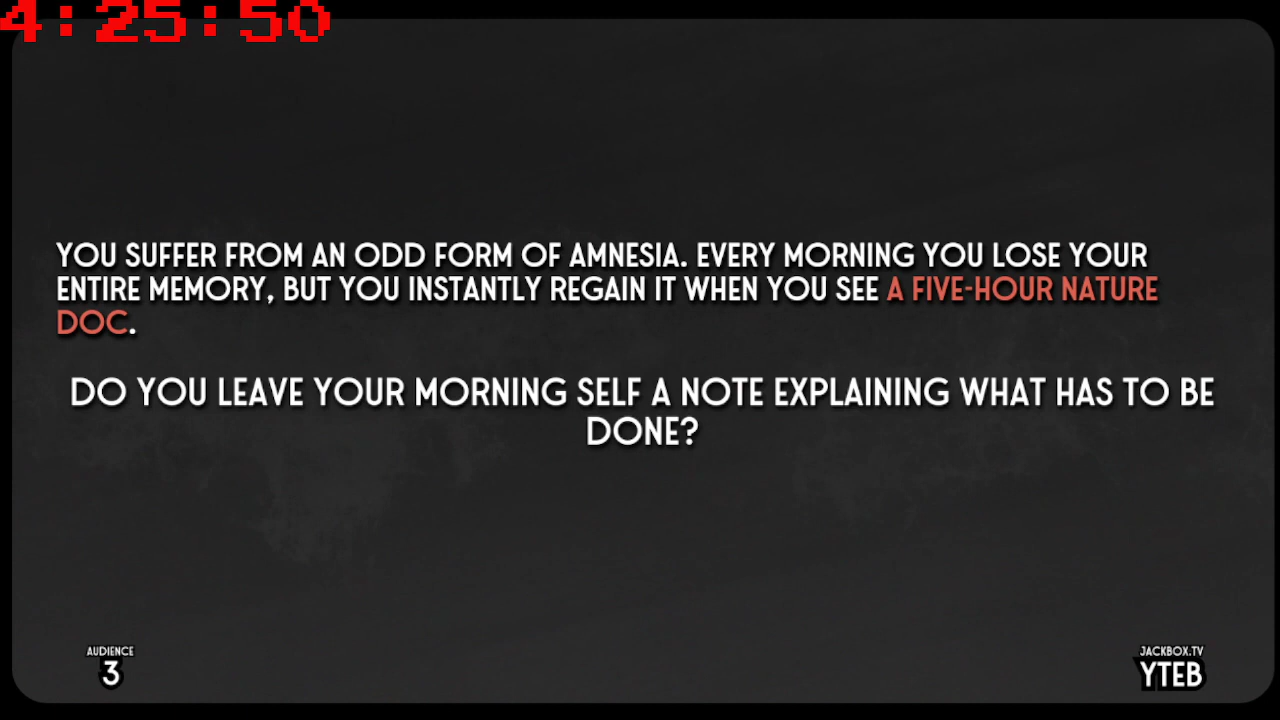 4:25:50
YOU SUFFER FROM AN ODD FORM OF AMNESIA. EVERY MORNING YOU LOSE YOUR
ENTIRE MEMORY, BUT YOU INSTANTLY REGAIN IT WHEN YOU SEE A FIVE-HOUR NATURE
DOC.
DO YOU LEAVE YOUR MORNING SELF A NOTE EXPLAINING WHAT HAS TO BE
DONE?
AUDIENCE
3
JACKBOX.TV
YTEB